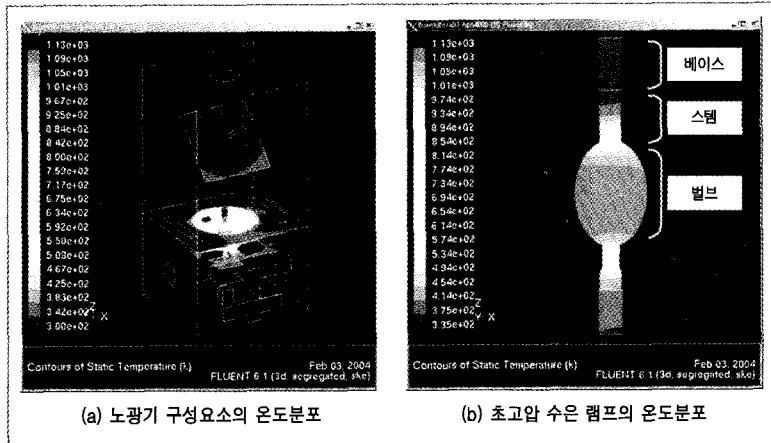 1.13e+03
1.09e+03
1.05e+03
1.01e+03
9.67e+02
9.25e+02
8.84e+02
8.42e+02
8.00e+02
7.59e+02
7.17e+02
6.75e+02
6.34e+02
5.92e+02
5.50e+02
5.08e+02
4.67e+02
4.25e+02
3.83e+02
3.42e+02
3.00e+02
Z
Y X
Contours of Static Temperature (k)
Feb 03, 2004
FLUENT 6.1 (3d, segregated, ske)
(a) 노광기 구성요소의 온도분포
1.13e+03
1.09e+03
1.05e+03
1.01e+03
9.74e+02
9.34e+02
8.94e+02
8.54e+02
8.14e+02
7.74e+02
7.34e+02
6.94e+02
6.54e+02
6.14e+02
5.74e+02
5.34e+02
4.94e+02
4.54e+02
4.14e+02
3.75e+02
3.35e+02
Z
Y X
베이스
스템
벌브
Contours of Static Temperature (k)
Feb 03, 2004
FLUENT 6.1 (3d, segregated, ske)
(b) 초고압 수은 램프의 온도분포